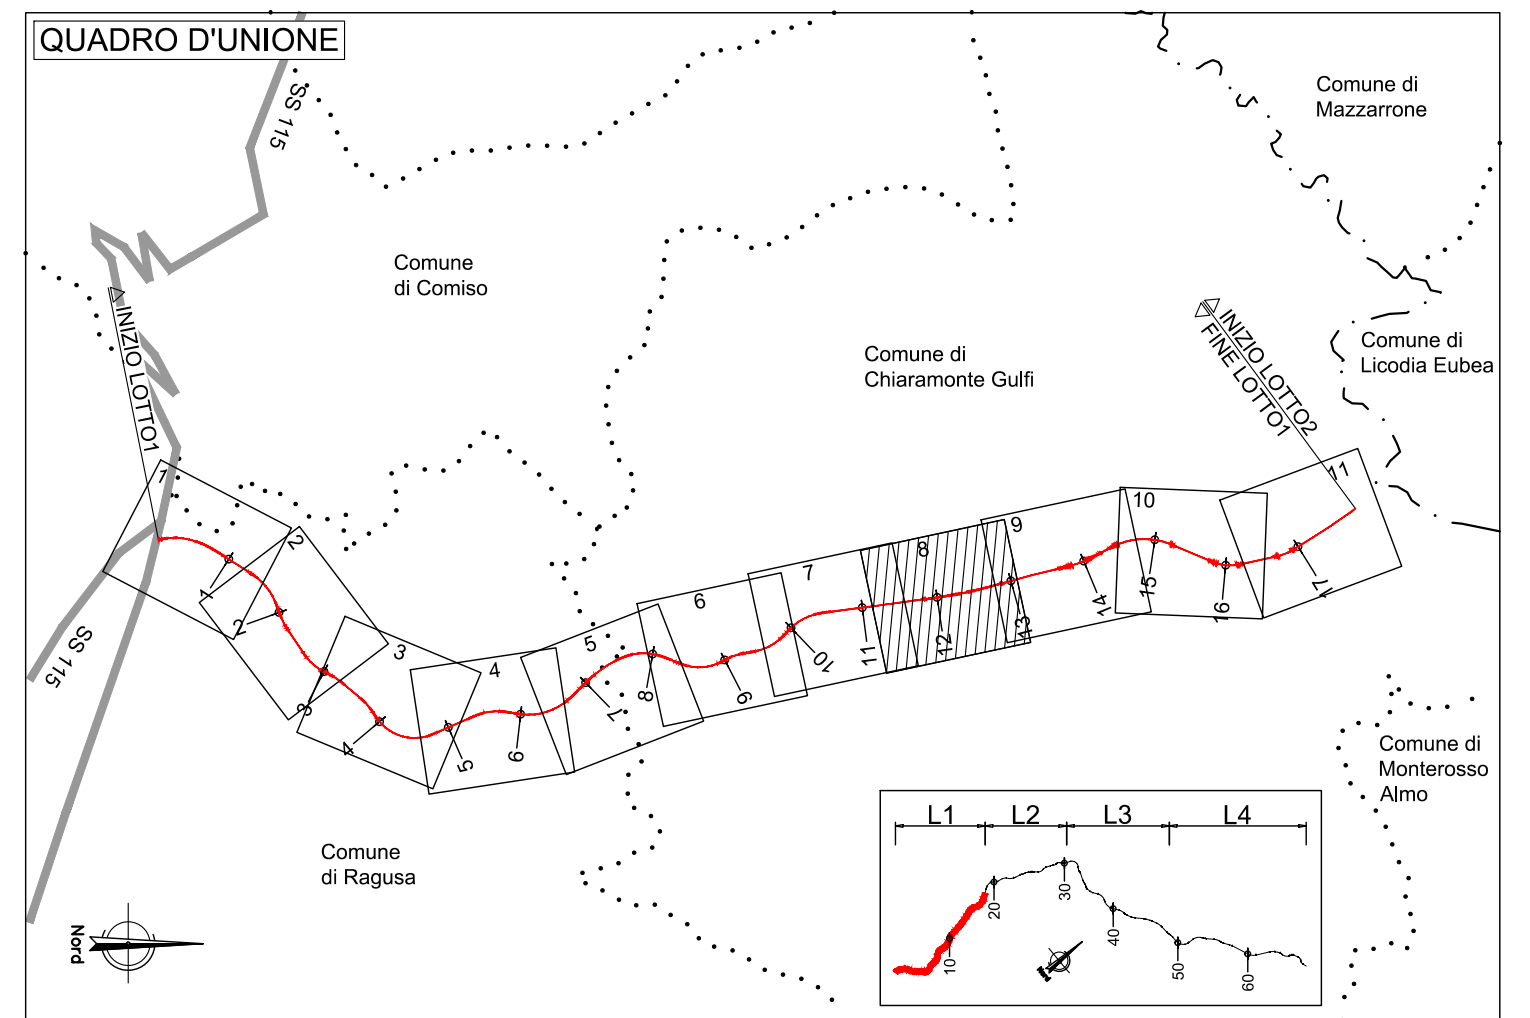 QUADRO D'UNIONE
SS 115
Comune di
Mazzarrone
Comune
di Comiso
INIZIO LOTTO1
Comune di
Chiaramonte Gulfi
INIZIO LOTTO2
FINE LOTTO1
Comune di
Licodia Eubea
1
2
3
4
5
6
7
8
9
10
11
1
2
3
4
5
6
7
8
9
10
11
12
13
14
15
16
17
SS 115
Comune di
Monterosso
Almo
Comune
di Ragusa
Nord
L1 L2 L3 L4
10
20
30
40
50
60
Nord